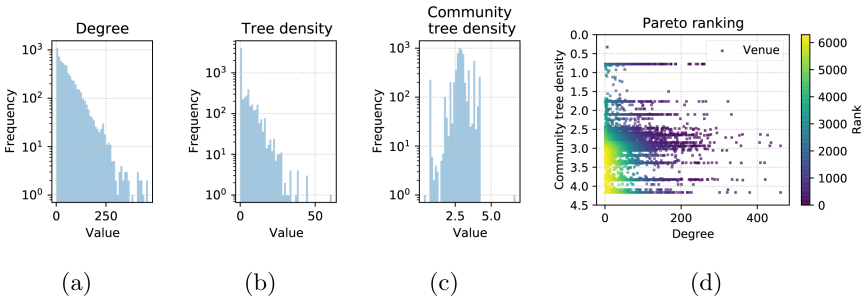 Degree
Frequency
10³
10²
10¹
10⁰
0
250
Value
(a)
Tree density
Frequency
10³
10²
10¹
10⁰
0
50
Value
(b)
Community
tree density
Frequency
10³
10²
10¹
10⁰
2.5
5.0
Value
(c)
Pareto ranking
Community tree density
0.0
0.5
1.0
1.5
2.0
2.5
3.0
3.5
4.0
4.5
Venue
0
200
400
Degree
6000
5000
4000
3000
2000
1000
0
Rank
(d)